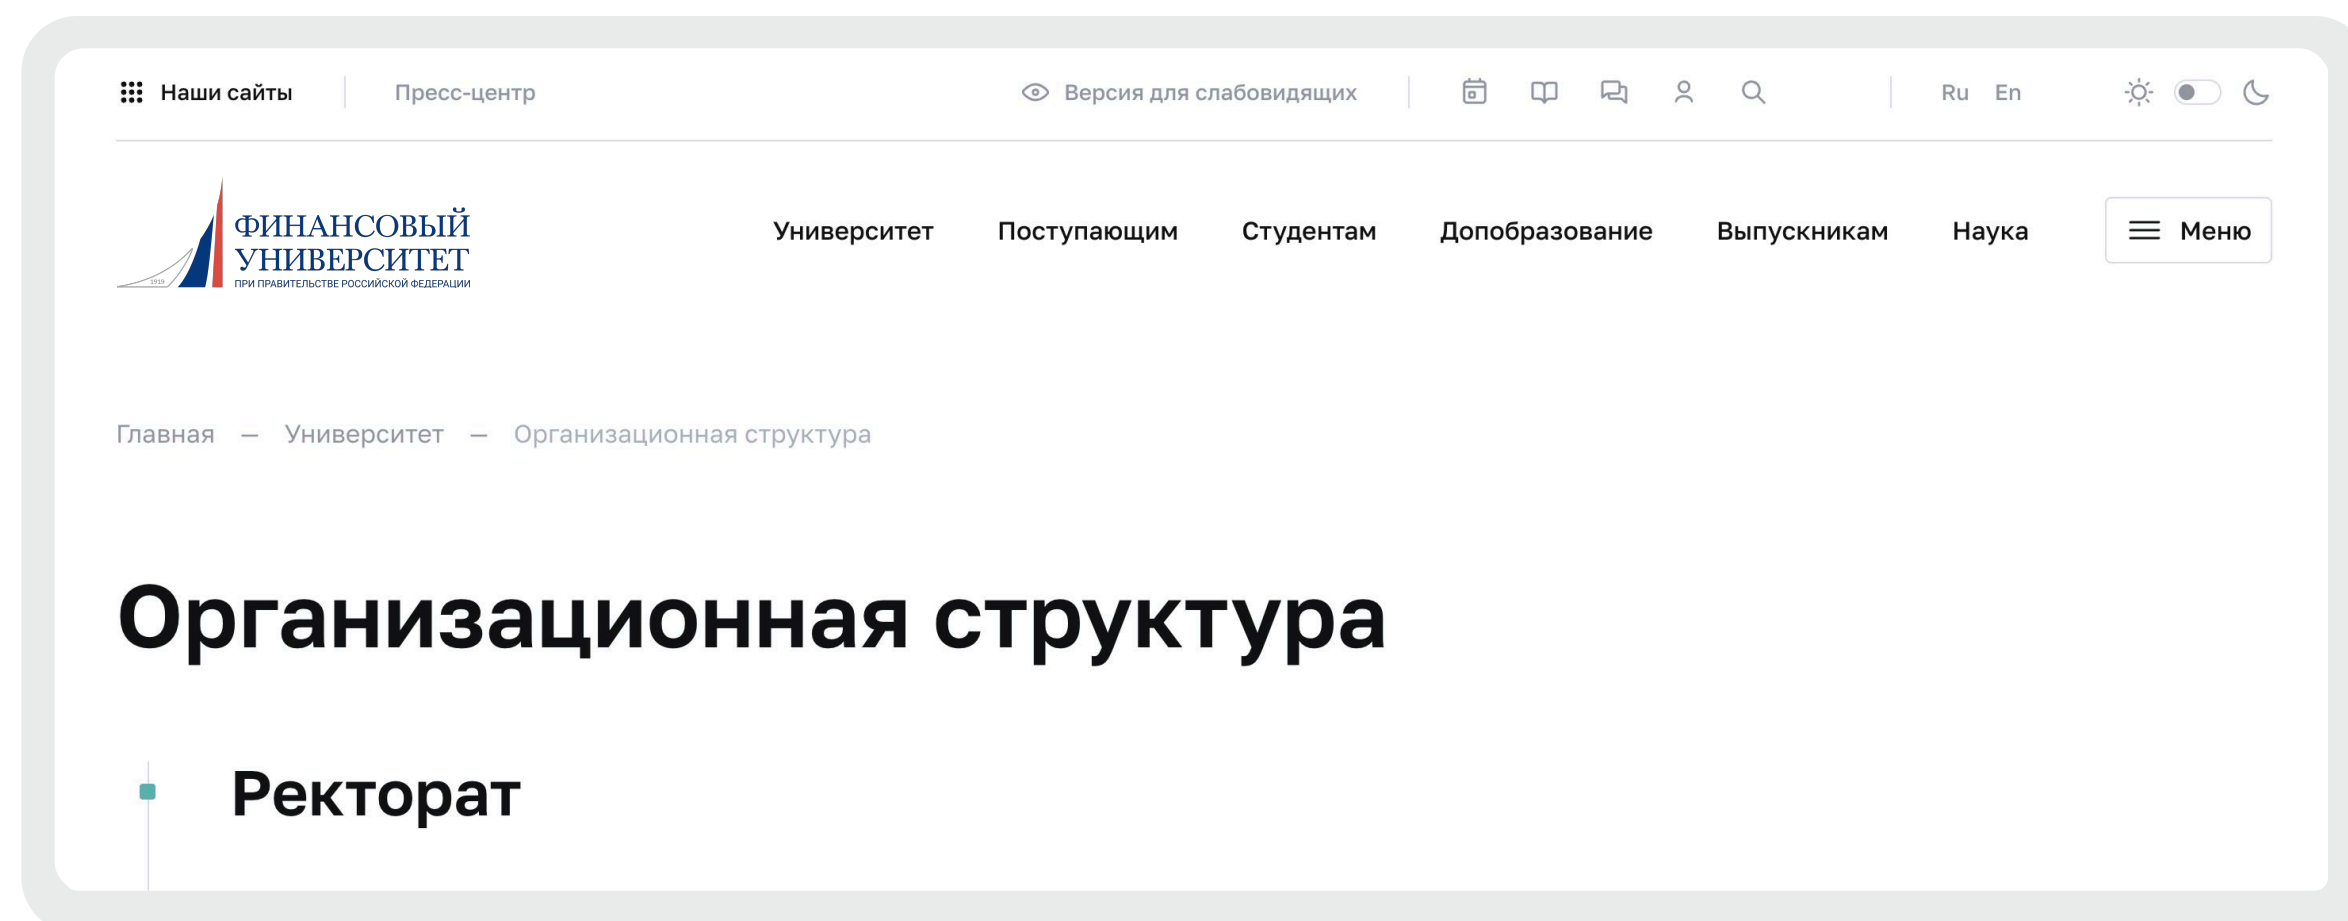 Наши сайты
Пресс-центр
Версия для слабовидящих
Ru En
1919
ФИНАНСОВЫЙ
УНИВЕРСИТЕТ
ПРИ ПРАВИТЕЛЬСТВЕ РОССИЙСКОЙ ФЕДЕРАЦИИ
Университет
Поступающим
Студентам
Допобразование
Выпускникам
Наука
Меню
Главная — Университет — Организационная структура
Организационная структура
Ректорат